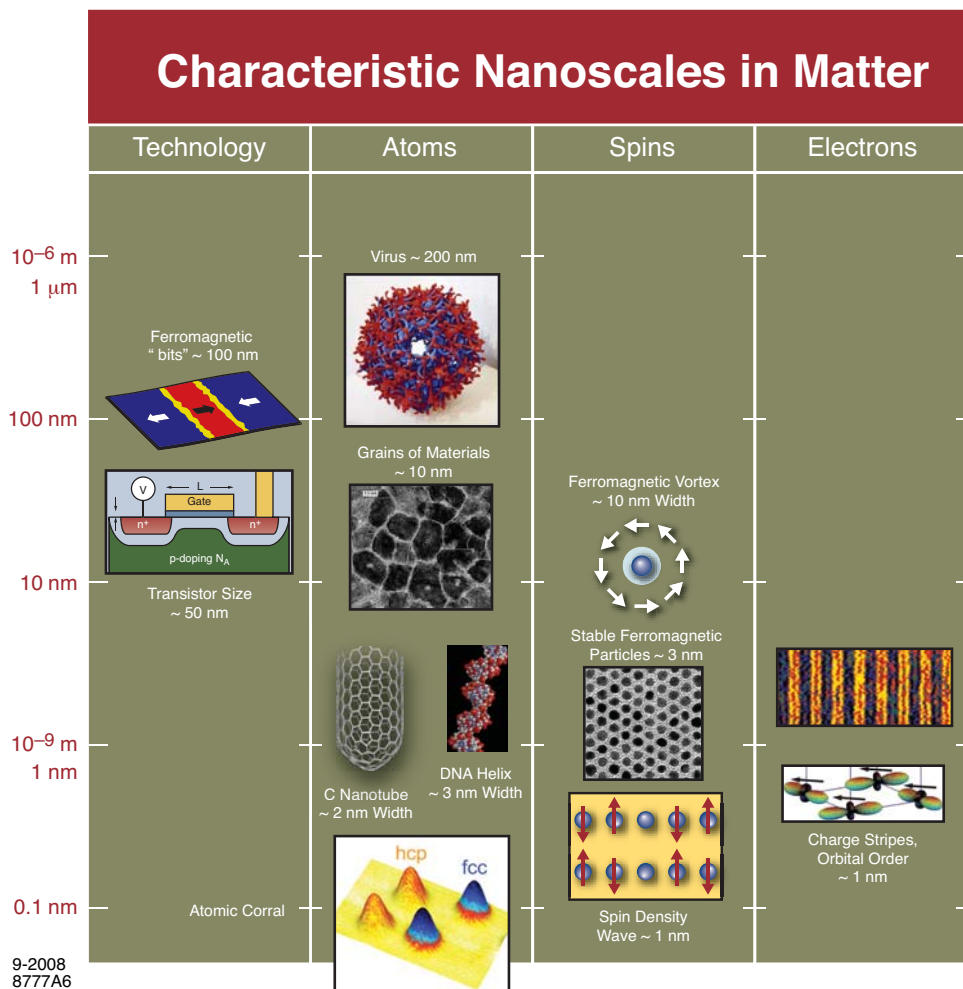 Characteristic Nanoscales in Matter
Technology
Atoms
Spins
Electrons
10–6 m
1 μm
100 nm
10 nm
10–9 m
1 nm
0.1 nm
Ferromagnetic
“ bits” ~ 100 nm
V
L
Gate
n+
n+
p-doping NA
Transistor Size
~ 50 nm
Virus ~ 200 nm
Grains of Materials
~ 10 nm
C Nanotube
~ 2 nm Width
DNA Helix
~ 3 nm Width
Atomic Corral
hcp
fcc
Ferromagnetic Vortex
~ 10 nm Width
Stable Ferromagnetic
Particles ~ 3 nm
Spin Density
Wave ~ 1 nm
Charge Stripes,
Orbital Order
~ 1 nm
9-2008
8777A6